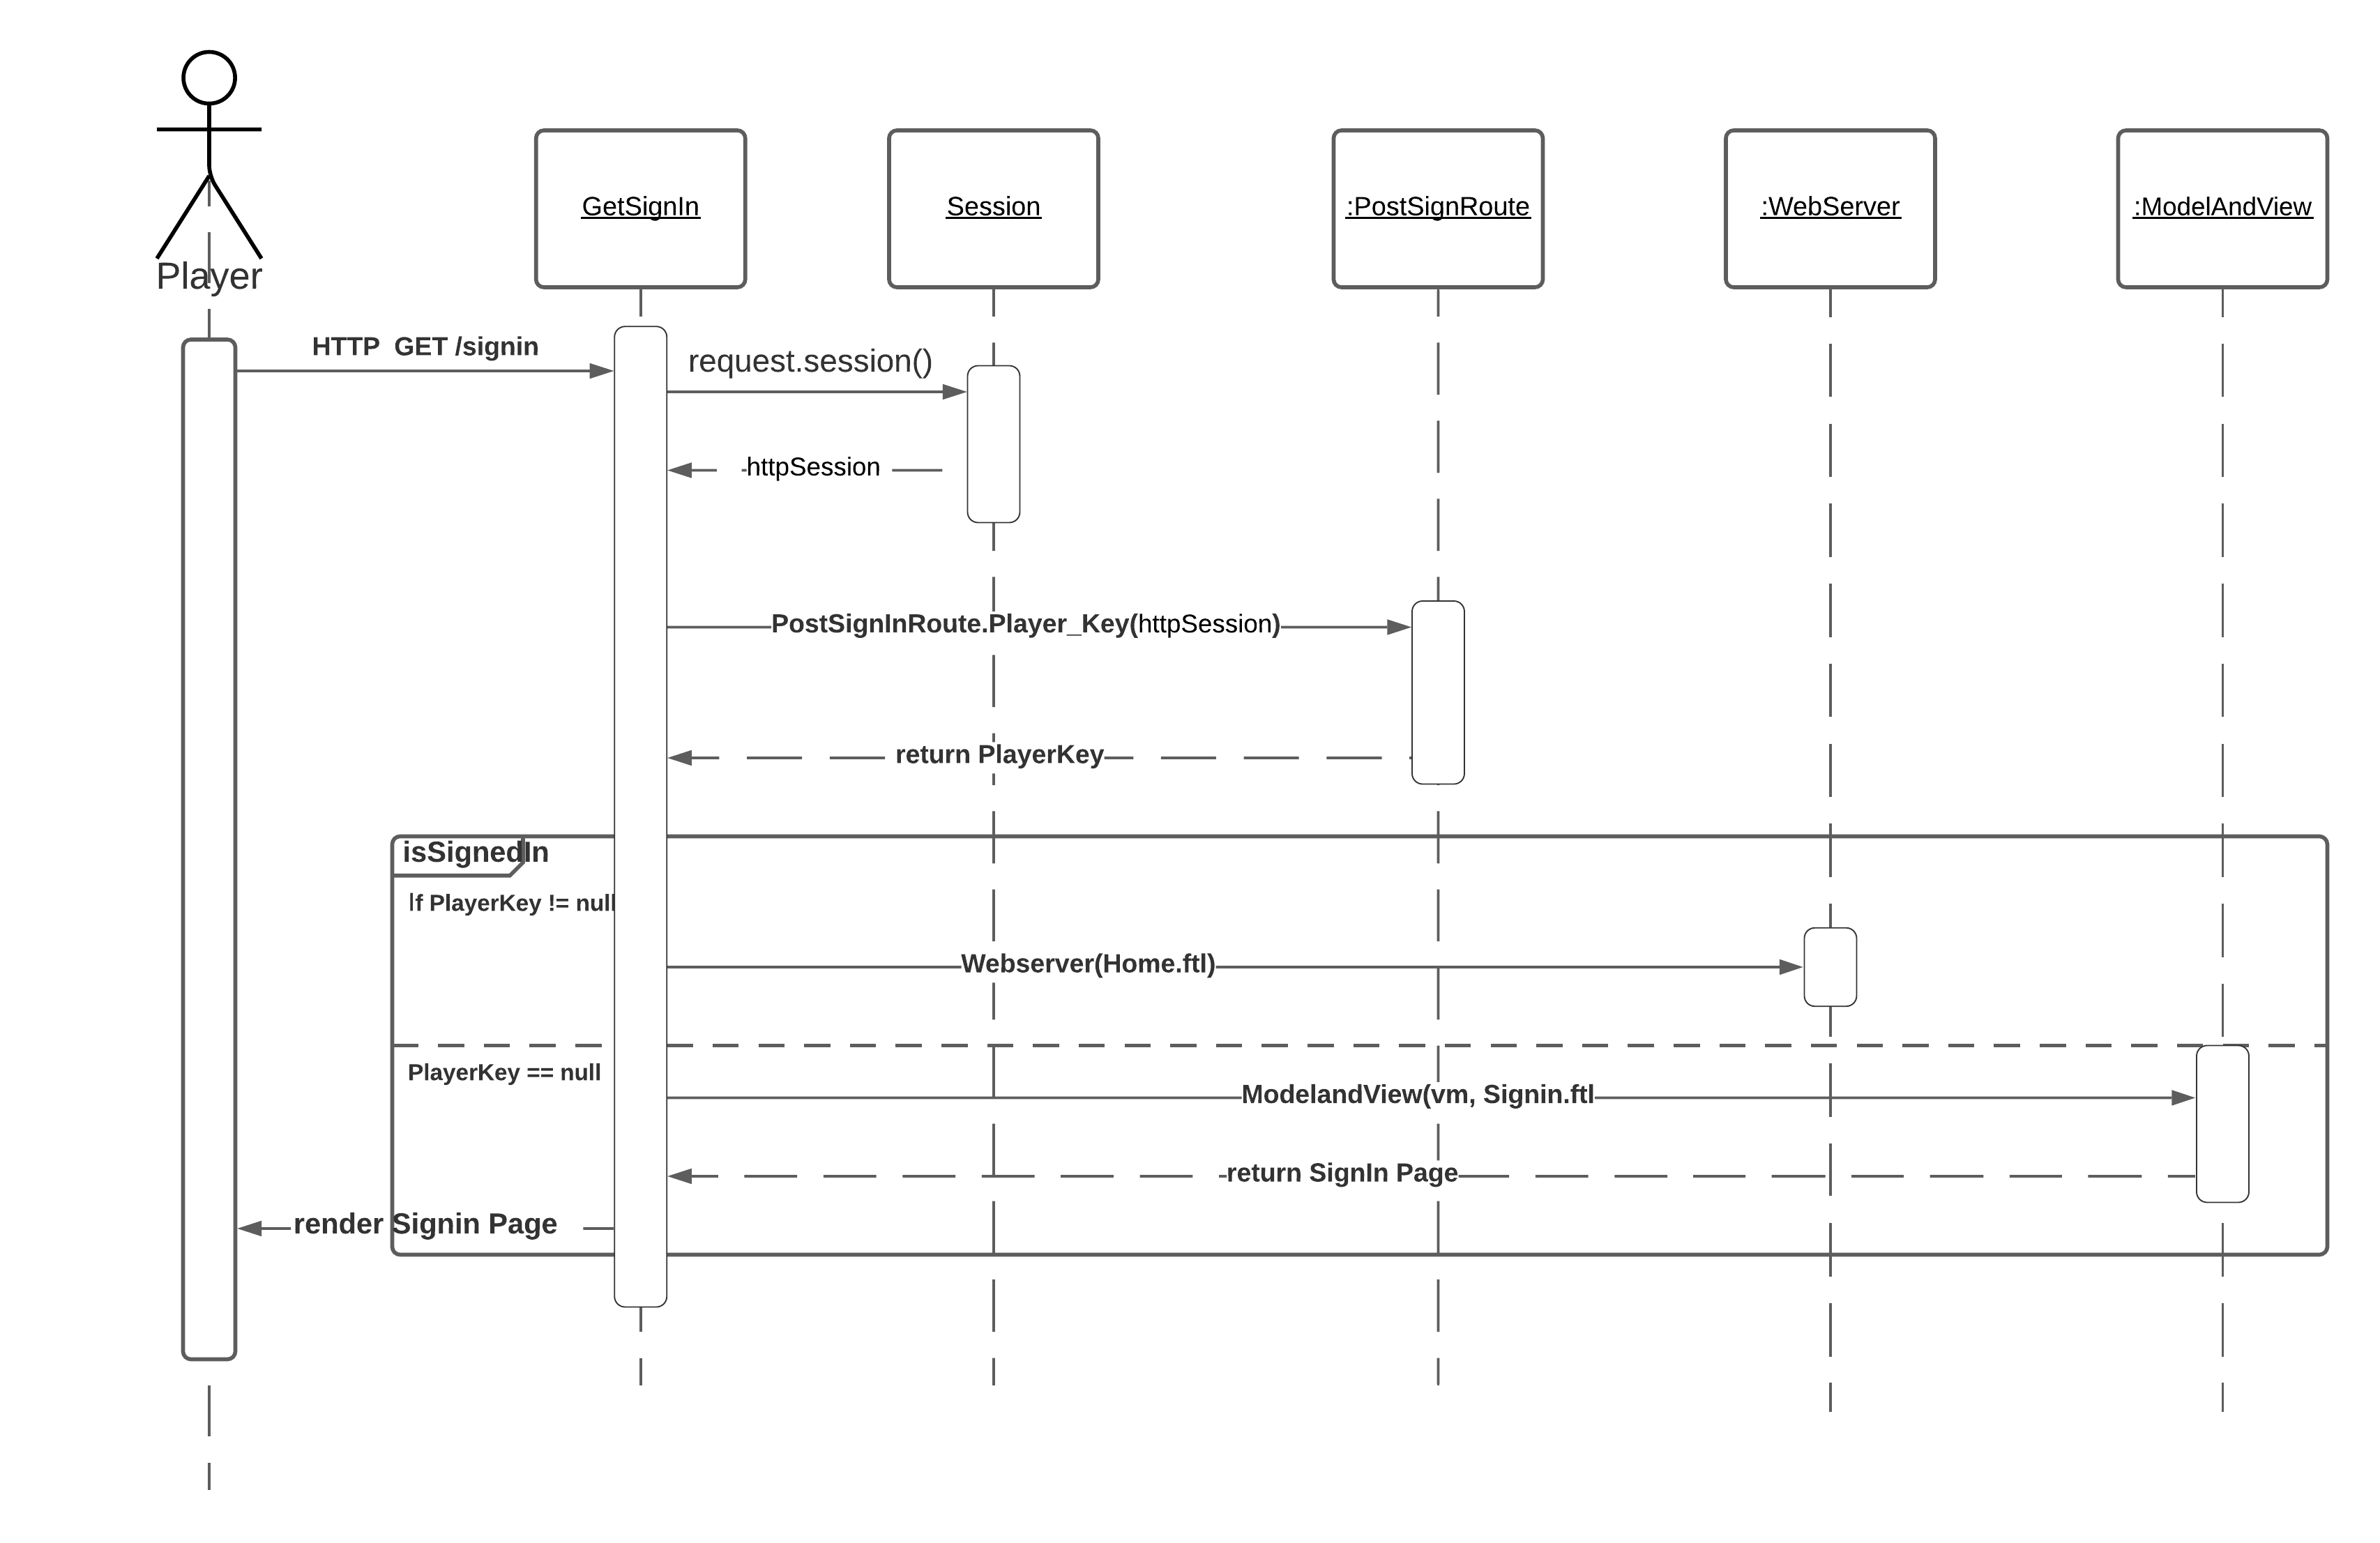 Player
GetSignIn
Session
:PostSignRoute
:WebServer
:ModelAndView
HTTP  GET /signin
request.session()
httpSession
PostSignInRoute.Player_Key(httpSession)
return PlayerKey
isSignedIn
If PlayerKey != null
Webserver(Home.ftl)
PlayerKey == null
ModelandView(vm, Signin.ftl
return SignIn Page
render Signin Page